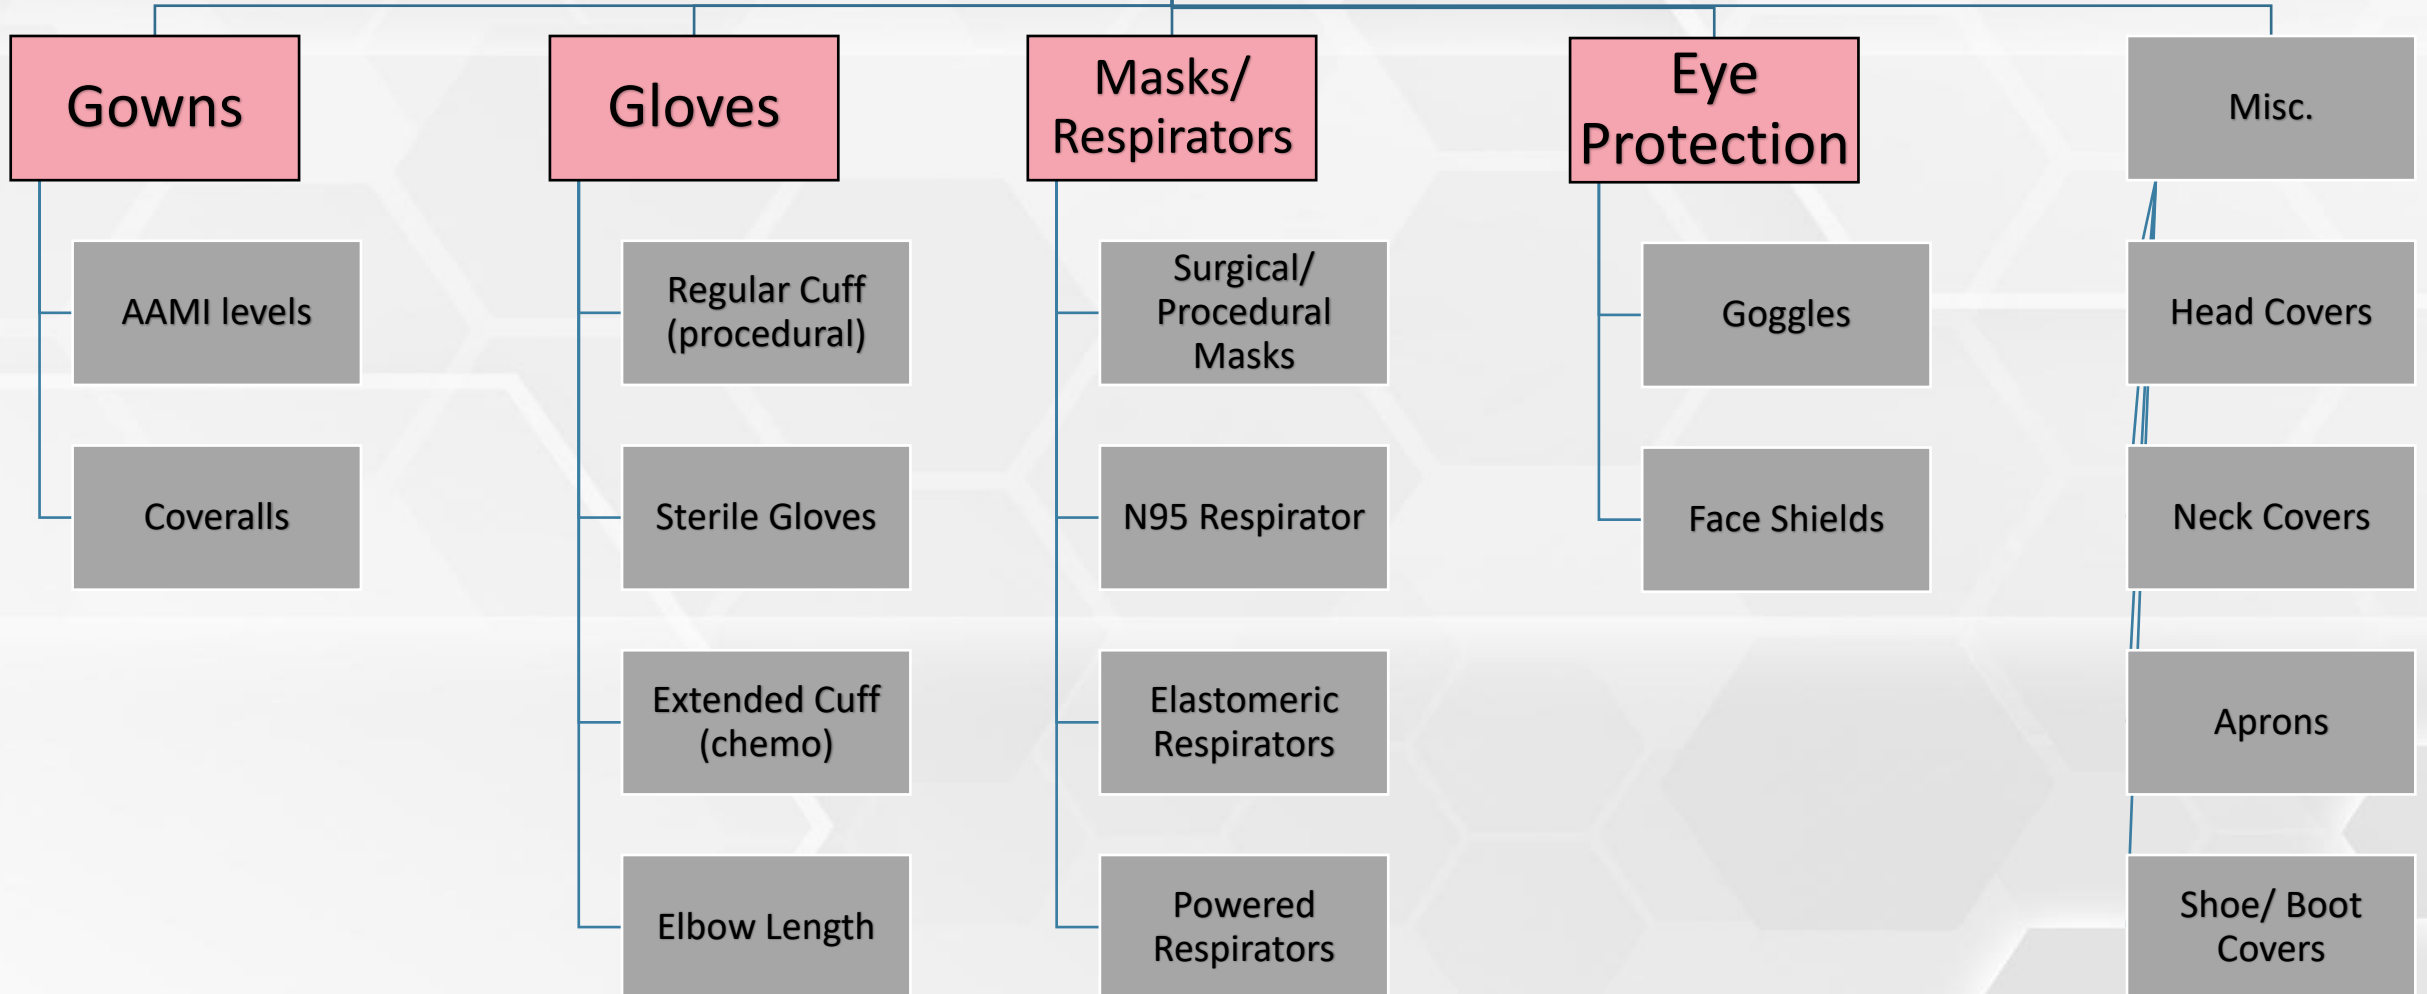 Gowns
AAMI levels
Coveralls
Gloves
Regular Cuff
(procedural)
Sterile Gloves
Extended Cuff
(chemo)
Elbow Length
Masks/
Respirators
Surgical/
Procedural
Masks
N95 Respirator
Elastomeric
Respirators
Powered
Respirators
Eye
Protection
Goggles
Face Shields
Misc.
Head Covers
Neck Covers
Aprons
Shoe/ Boot
Covers